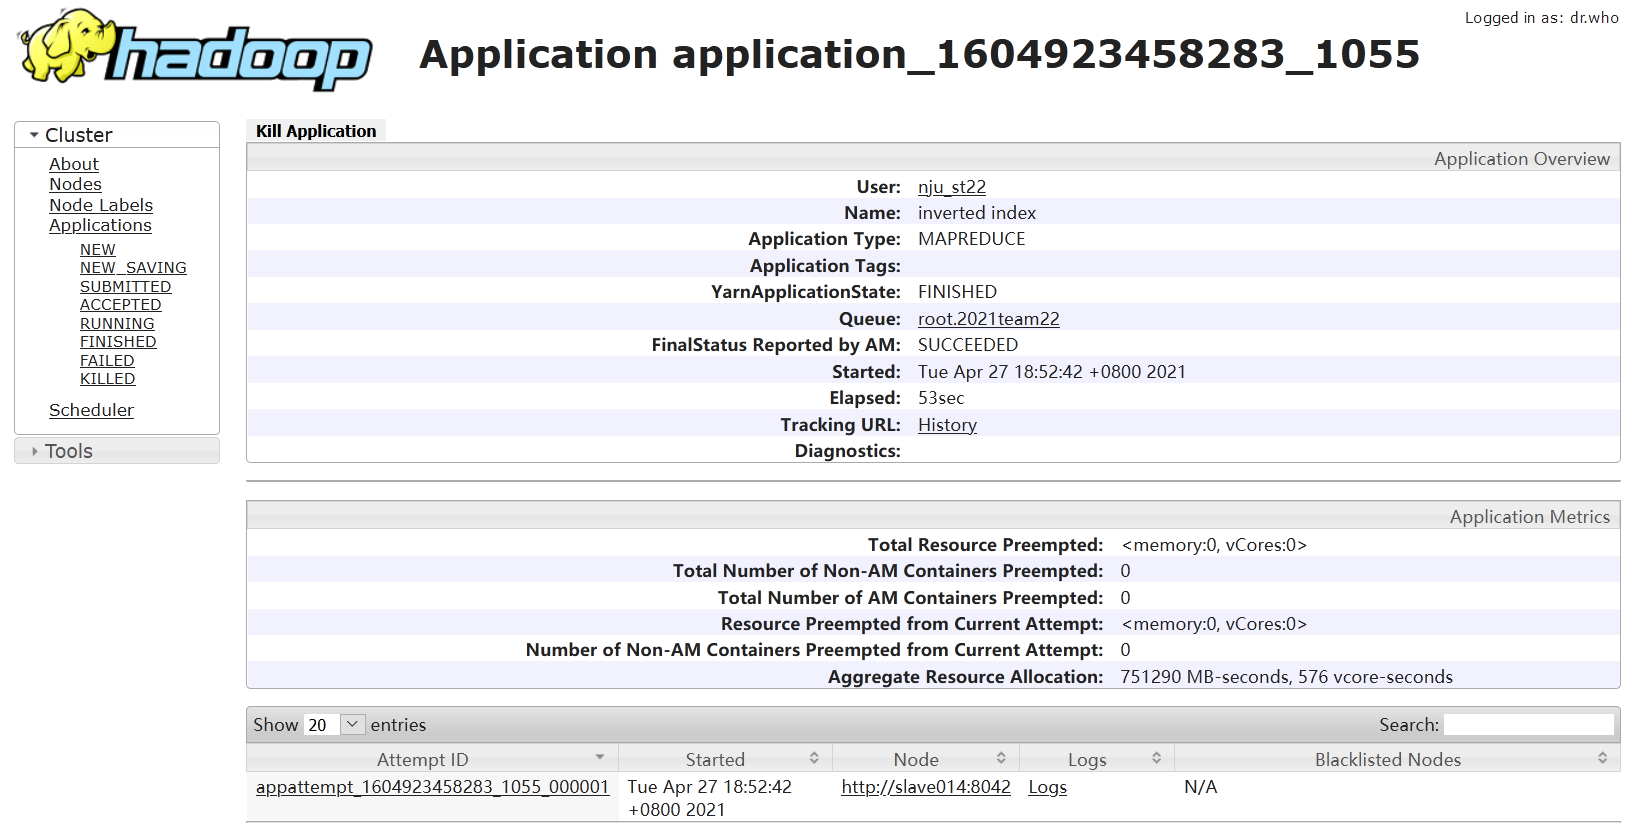 Logged in as: dr.who
hadoop
Application application_1604923458283_1055
Cluster
About
Nodes
Node Labels
Applications
NEW
NEW_SAVING
SUBMITTED
ACCEPTED
RUNNING
FINISHED
FAILED
KILLED
Scheduler
Tools
Kill Application
Application Overview
User: nju_st22
Name: inverted index
Application Type: MAPREDUCE
Application Tags:
YarnApplicationState: FINISHED
Queue: root.2021team22
FinalStatus Reported by AM: SUCCEEDED
Started: Tue Apr 27 18:52:42 +0800 2021
Elapsed: 53sec
Tracking URL: History
Diagnostics:
Application Metrics
Total Resource Preempted: <memory:0, vCores:0>
Total Number of Non-AM Containers Preempted: 0
Total Number of AM Containers Preempted: 0
Resource Preempted from Current Attempt: <memory:0, vCores:0>
Number of Non-AM Containers Preempted from Current Attempt: 0
Aggregate Resource Allocation: 751290 MB-seconds, 576 vcore-seconds
Show 20 entries Search:
Attempt ID Started Node Logs Blacklisted Nodes
appattempt_1604923458283_1055_000001 Tue Apr 27 18:52:42 http://slave014:8042 Logs N/A
+0800 2021